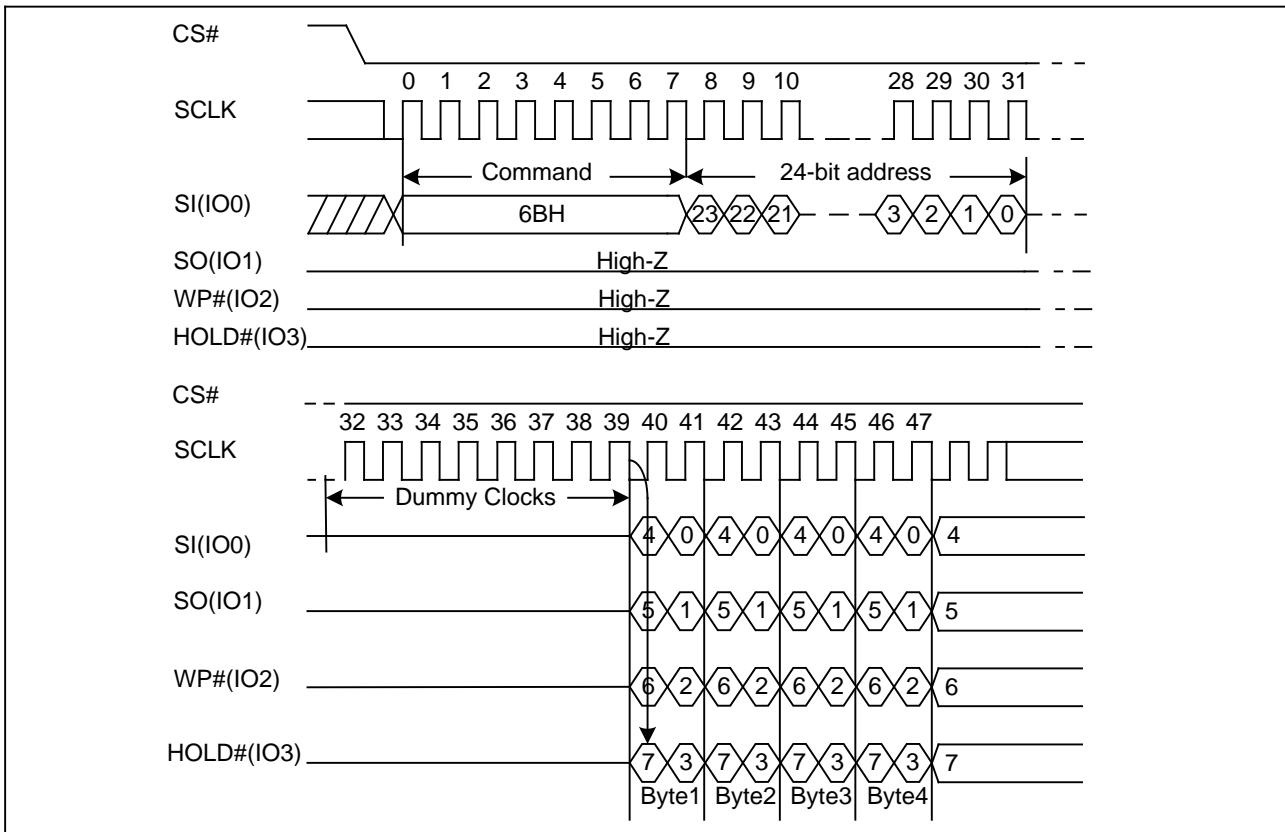 CS#
0 1 2 3 4 5 6 7 8 9 10 28 29 30 31
SCLK
Command 24-bit address
SI(IO0) 6BH 23 22 21 3 2 1 0
SO(IO1) High-Z
WP#(IO2) High-Z
HOLD#(IO3) High-Z
CS#
32 33 34 35 36 37 38 39 40 41 42 43 44 45 46 47
SCLK
Dummy Clocks
SI(IO0) 4 0 4 0 4 0 4 0 4
SO(IO1) 5 1 5 1 5 1 5 1 5
WP#(IO2) 6 2 6 2 6 2 6 2 6
HOLD#(IO3) 7 3 7 3 7 3 7 3 7
Byte1 Byte2 Byte3 Byte4